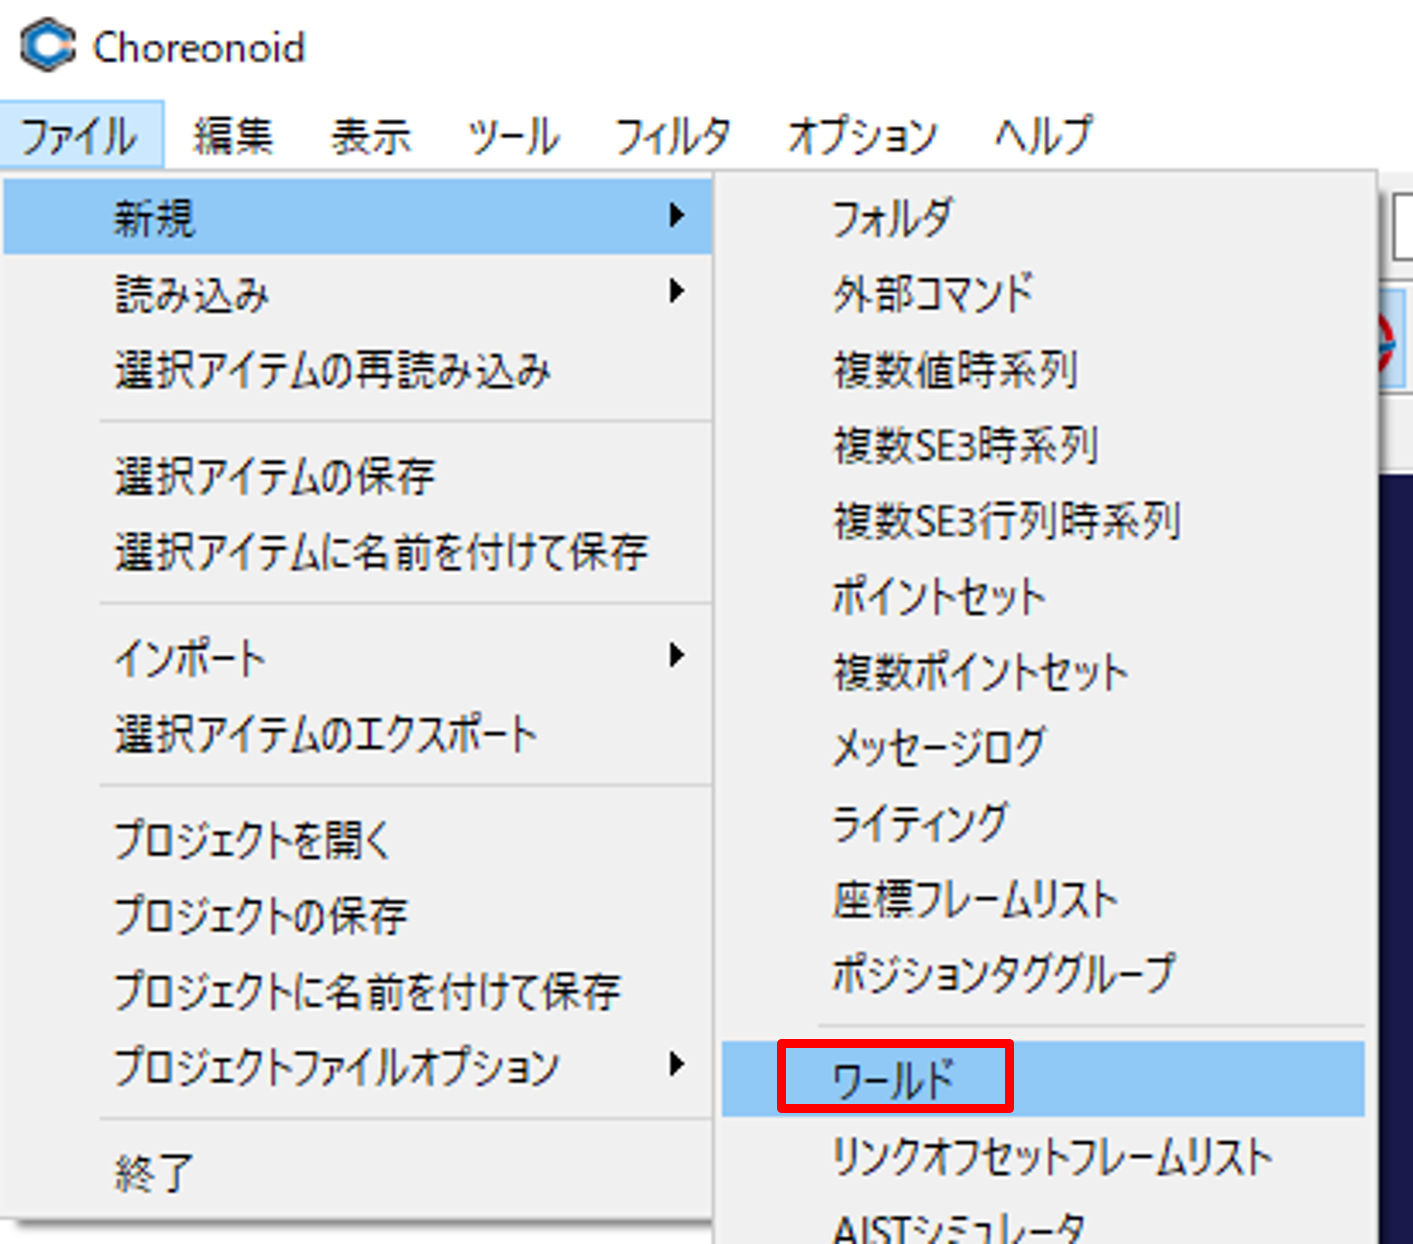 Choreonoid
ファイル 編集 表示 ツール フィルタ オプション ヘルプ
新規
読み込み
選択アイテムの再読み込み
選択アイテムの保存
選択アイテムに名前を付けて保存
インポート
選択アイテムのエクスポート
プロジェクトを開く
プロジェクトの保存
プロジェクトに名前を付けて保存
プロジェクトファイルオプション
終了
フォルダ
外部コマンド
複数値時系列
複数SE3時系列
複数SE3行列時系列
ポイントセット
複数ポイントセット
メッセージログ
ライティング
座標フレームリスト
ポジションタググループ
ワールド
リンクオフセットフレームリスト
AISTシミュレータ